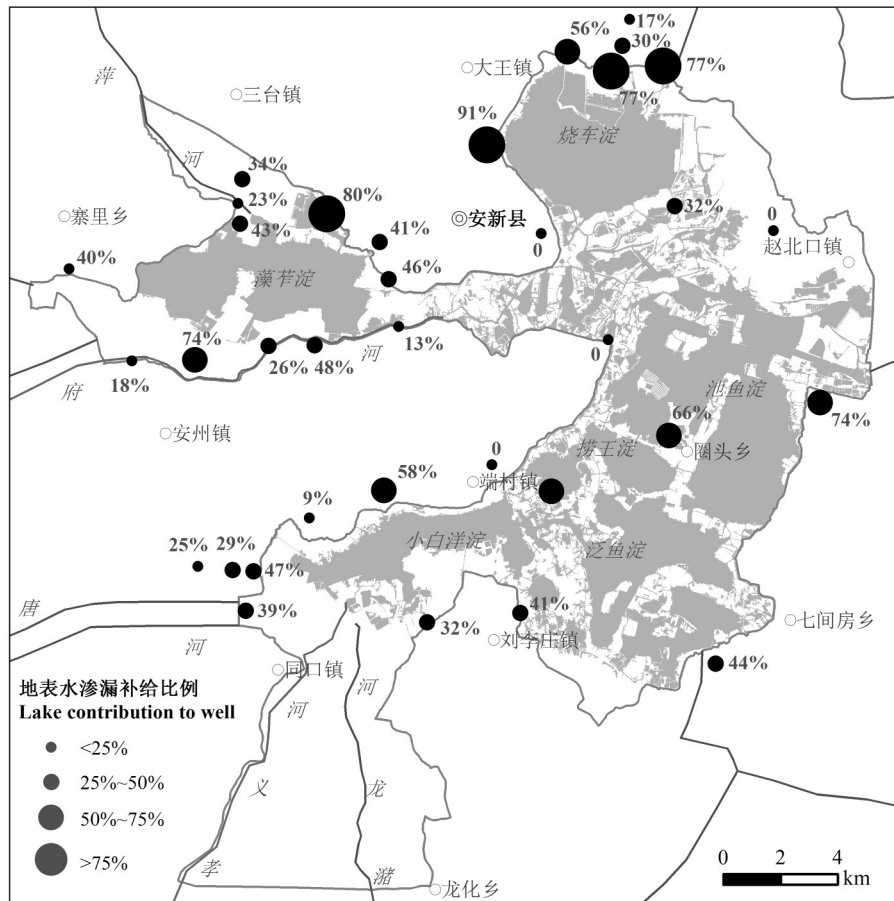 17%
56%
30%
大王镇
77%
77%
萍
三台镇
91%
烧车淀
河
34%
80%
23%
32%
寨里乡
安新县
0
43%
41%
0
赵北口镇
40%
46%
藻苲淀
13%
74%
26%
48%
河
0
18%
府
池鱼淀
74%
66%
安州镇
捞王淀
圈头乡
0
58%
端村镇
9%
小白洋淀
泛鱼淀
25%
29%
47%
唐
39%
41%
七间房乡
32%
河
刘李庄镇
44%
同口镇
地表水渗漏补给比例
Lake contribution to well
河
河
<25%
25%~50%
义
龙
50%~75%
>75%
孝
潴
龙化乡
0
2
4
km